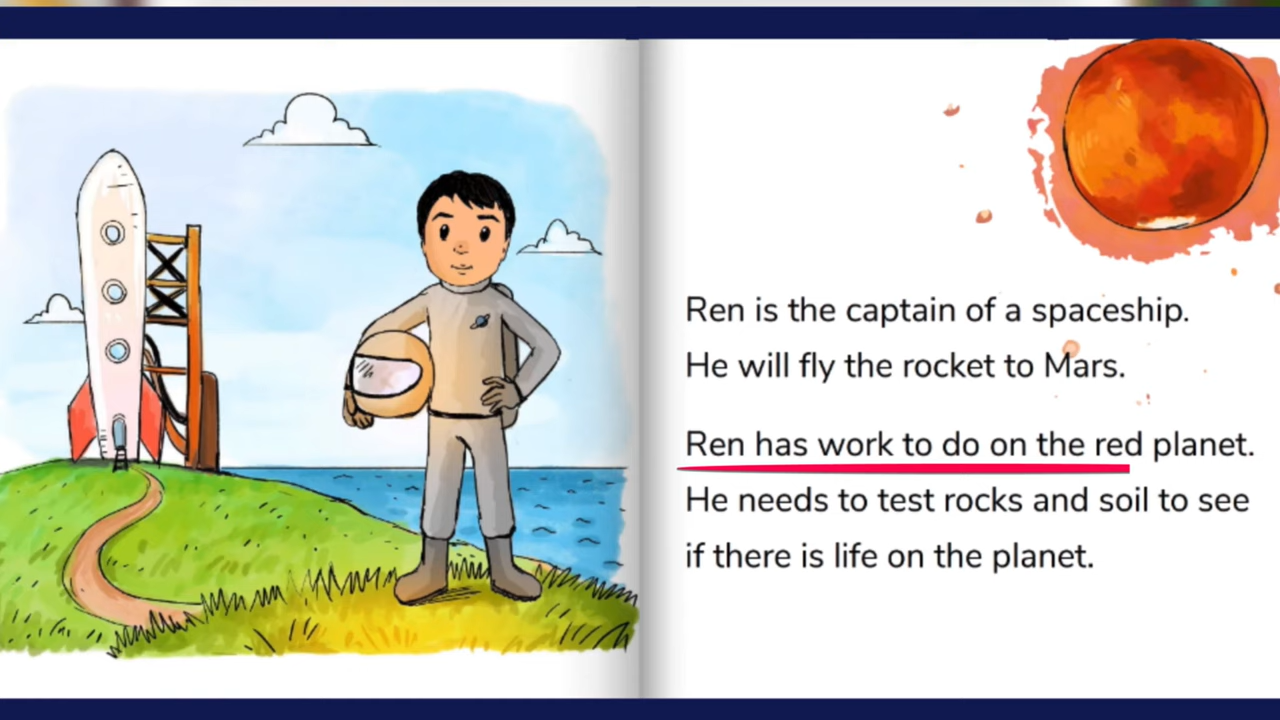 Ren is the captain of a spaceship.
He will fly the rocket to Mars.
Ren has work to do on the red planet.
He needs to test rocks and soil to see
if there is life on the planet.